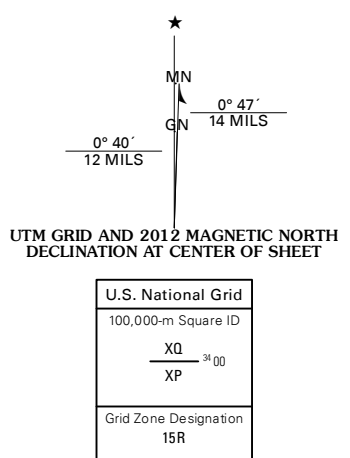 ★
MN
0° 47´
14 MILS
GN
0° 40´
12 MILS
UTM GRID AND 2012 MAGNETIC NORTH
DECLINATION AT CENTER OF SHEET
U.S. National Grid
100,000-m Square ID
XQ
34 00
XP
Grid Zone Designation
15R